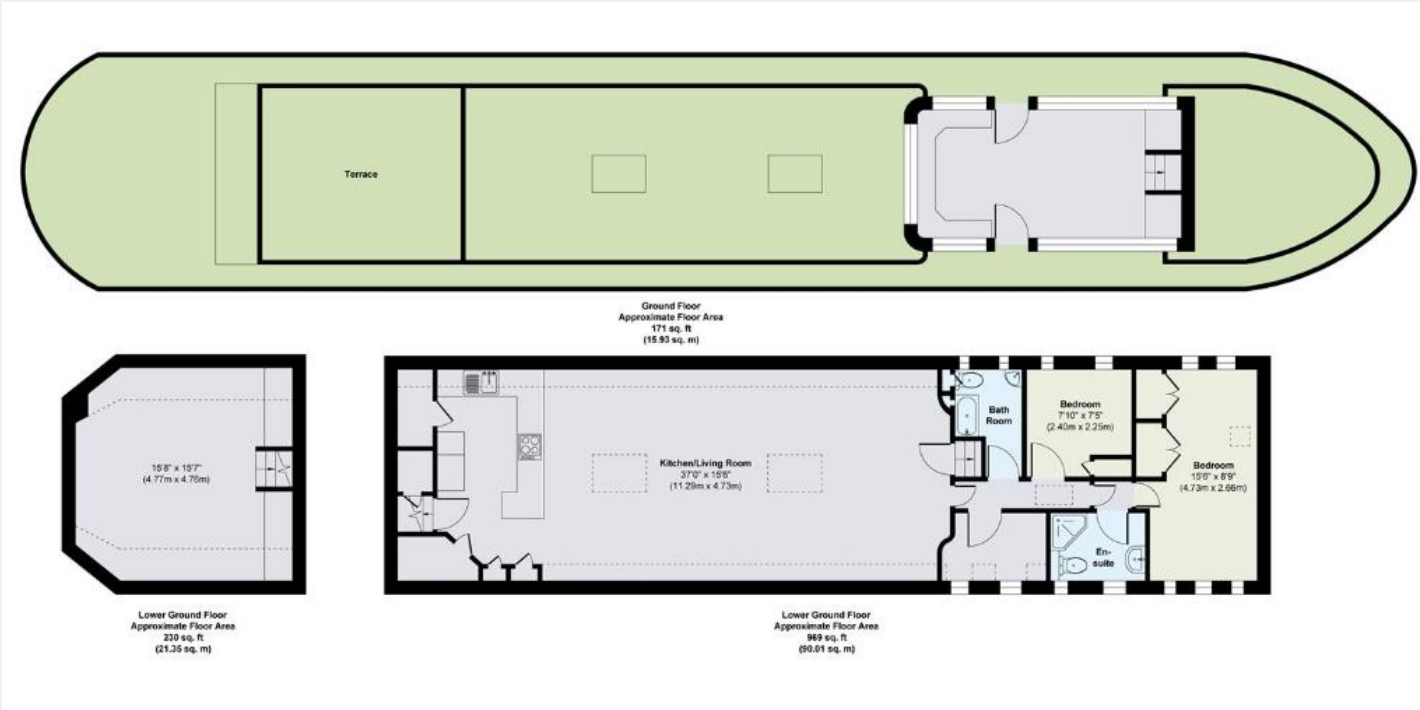 Terrace
Ground Floor
Approximate Floor Area
171 sq. ft
(15.93 sq. m)
15'8" x 15'7"
(4.77m x 4.76m)
Lower Ground Floor
Approximate Floor Area
230 sq. ft
(21.35 sq. m)
Kitchen/Living Room
37'0" x 15'6"
(11.29m x 4.73m)
Bath
Room
Bedroom
7'10" x 7'5"
(2.40m x 2.25m)
Bedroom
15'6" x 8'9"
(4.73m x 2.66m)
En-
suite
Lower Ground Floor
Approximate Floor Area
969 sq. ft
(90.01 sq. m)